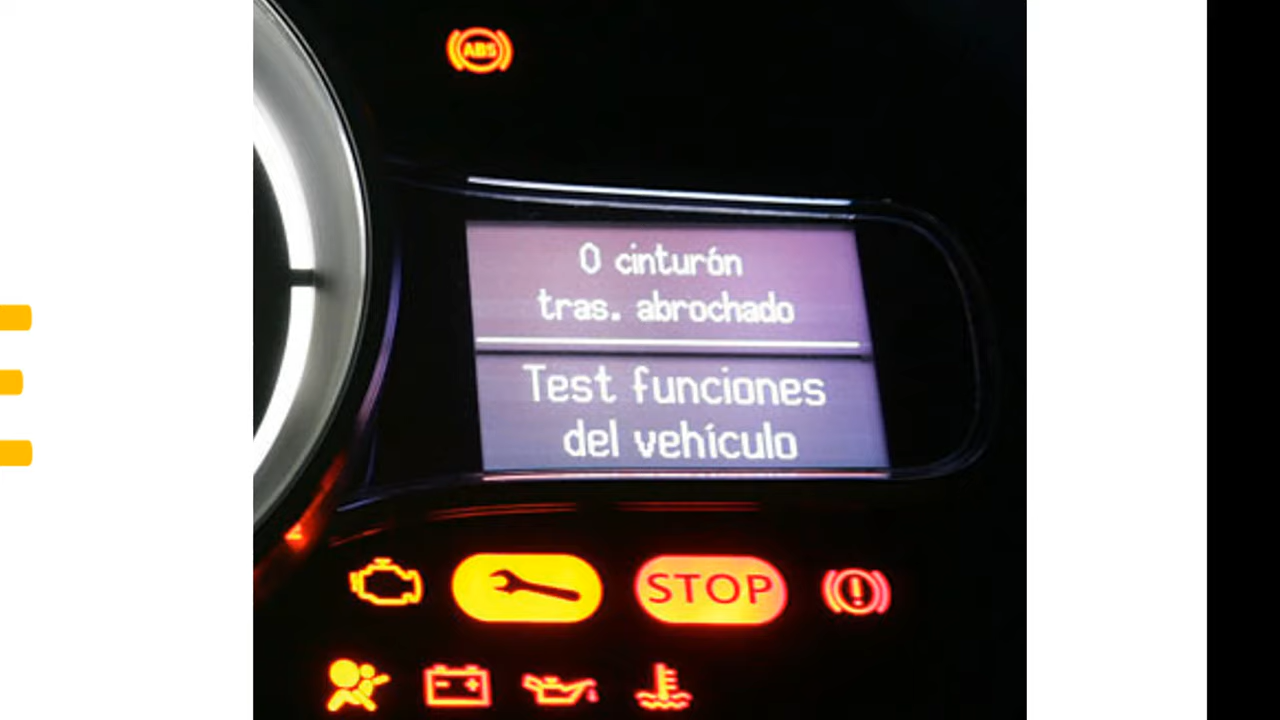 ABS
0 cinturón
tras. abrochado
Test funciones
del vehículo
STOP